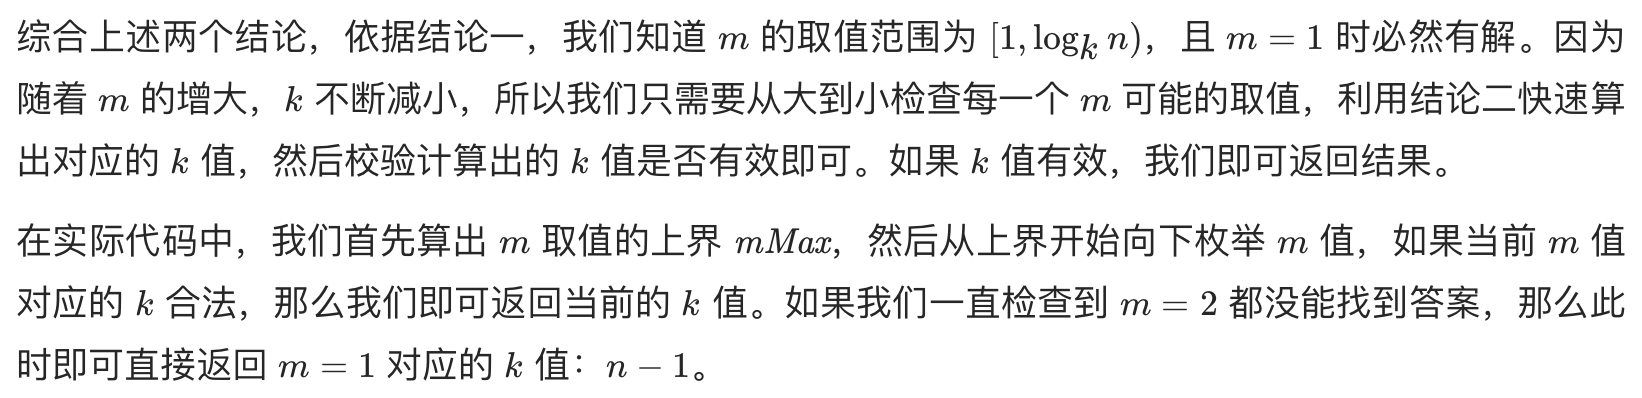 综合上述两个结论，依据结论一，我们知道 m 的取值范围为 [1, logₖ n)，且 m = 1 时必然有解。因为
随着 m 的增大，k 不断减小，所以我们只需要从大到小检查每一个 m 可能的取值，利用结论二快速算
出对应的 k 值，然后校验计算出的 k 值是否有效即可。如果 k 值有效，我们即可返回结果。
在实际代码中，我们首先算出 m 取值的上界 mMax，然后从上界开始向下枚举 m 值，如果当前 m 值
对应的 k 合法，那么我们即可返回当前的 k 值。如果我们一直检查到 m = 2 都没能找到答案，那么此
时即可直接返回 m = 1 对应的 k 值：n − 1。